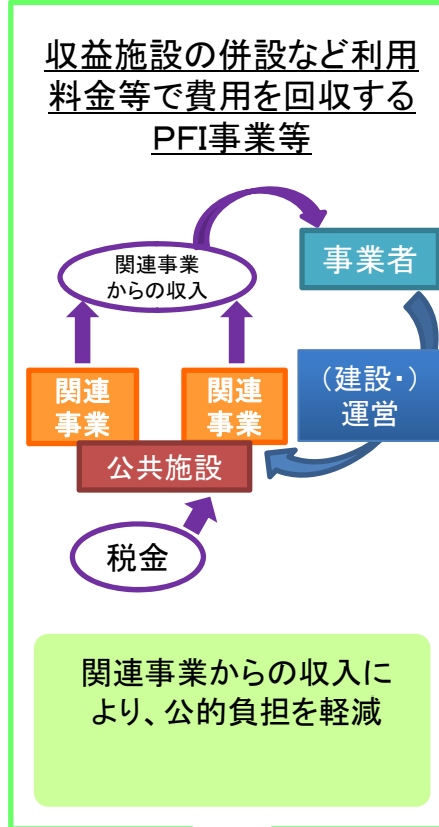 収益施設の併設など利用
料金等で費用を回収する
PFI事業等
関連事業
からの収入
事業者
関連
事業
関連
事業
(建設・)
運営
公共施設
税金
関連事業からの収入に
より、公的負担を軽減